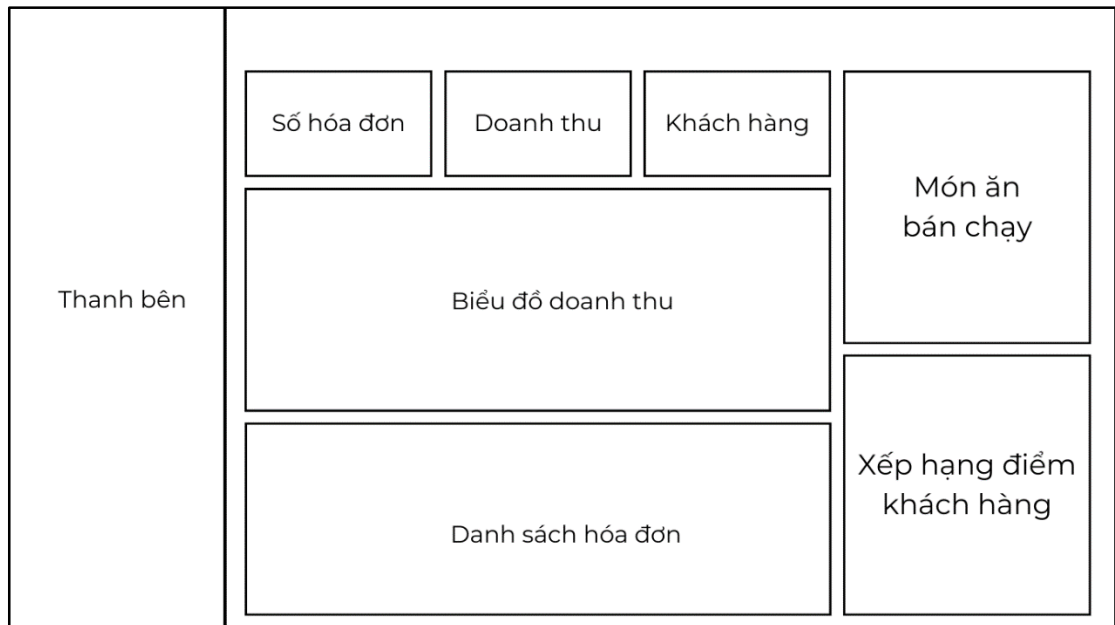 Thanh bên
Số hóa đơn
Doanh thu
Khách hàng
Biểu đồ doanh thu
Danh sách hóa đơn
Món ăn
bán chạy
Xếp hạng điểm
khách hàng